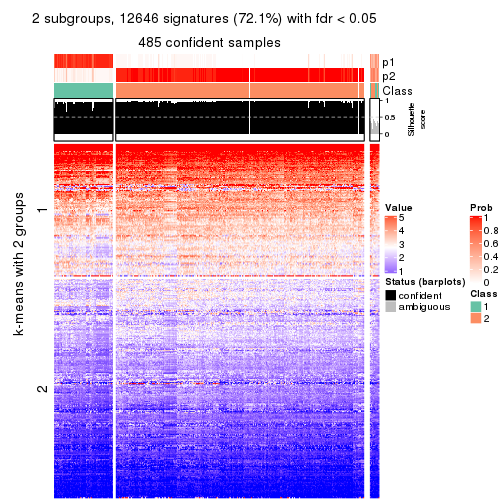 2 subgroups, 12646 signatures (72.1%) with fdr < 0.05
485 confident samples
p1
p2
Class
1
0.5
0
Silhouette
score
k-means with 2 groups
1
2
Value
5
4
3
2
1
Status (barplots)
confident
ambiguous
Prob
1
0.8
0.6
0.4
0.2
0
Class
1
2